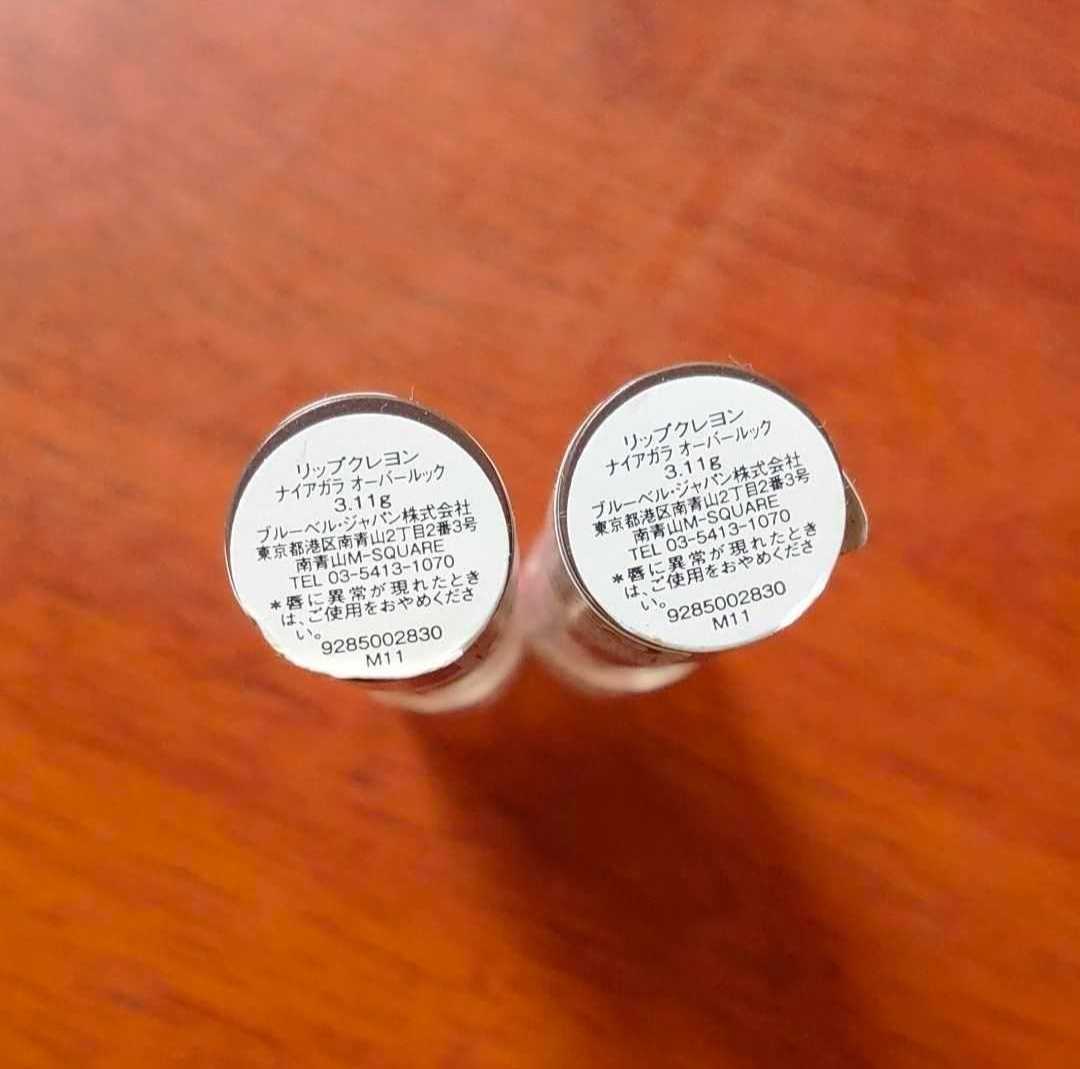 リップクレヨン
ナイアガラ オーバールック
3.11g
ブルーベル・ジャパン株式会社
東京都港区南青山2丁目2番3号
南青山M-SQUARE
TEL 03-5413-1070
*唇に異常が現れたとき
は、ご使用をおやめくださ
い。
9285002830
M11
リップクレヨン
ナイアガラ オーバールック
3.11g
ブルーベル・ジャパン株式会社
東京都港区南青山2丁目2番3号
南青山M-SQUARE
TEL 03-5413-1070
*唇に異常が現れたとき
は、ご使用をおやめくださ
い。
9285002830
M11